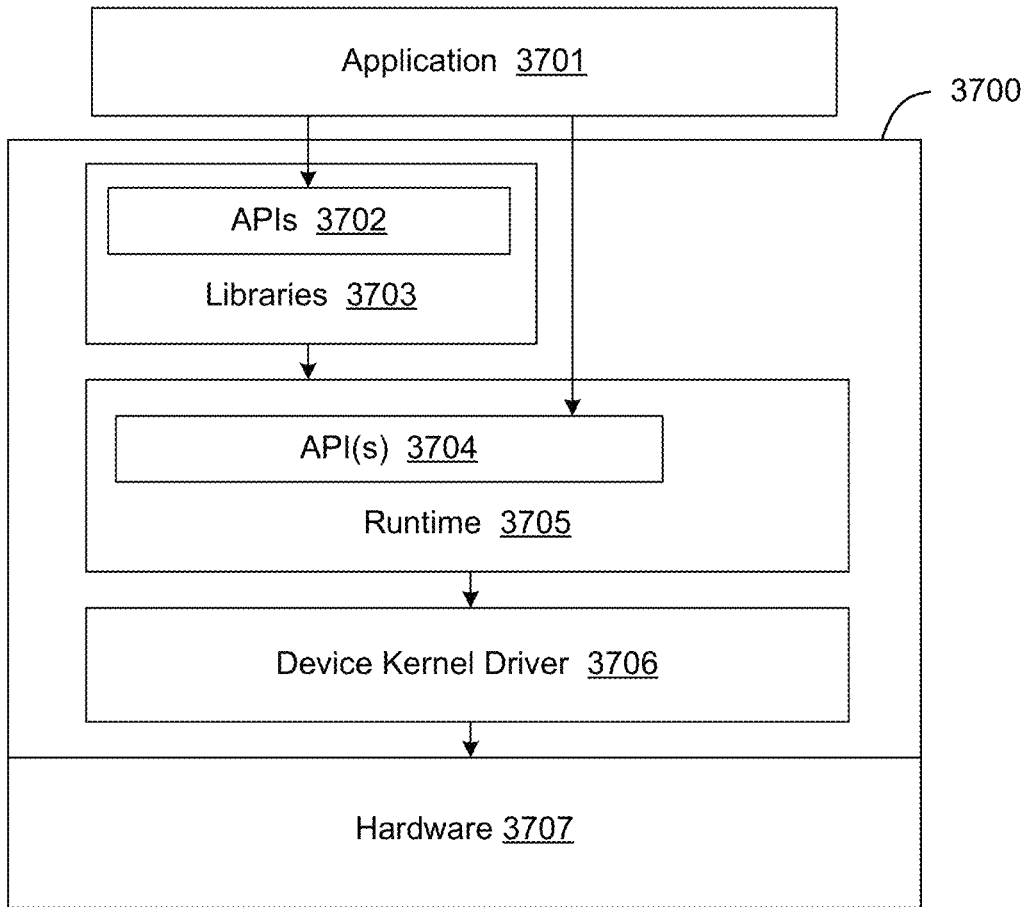 Application 3701
3700
APIs 3702
Libraries 3703
API(s) 3704
Runtime 3705
Device Kernel Driver 3706
Hardware 3707